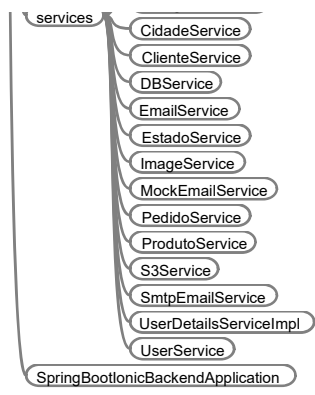 services
CidadeService
ClienteService
DBService
EmailService
EstadoService
ImageService
MockEmailService
PedidoService
ProdutoService
S3Service
SmtpEmailService
UserDetailsServiceImpl
UserService
SpringBootIonicBackendApplication